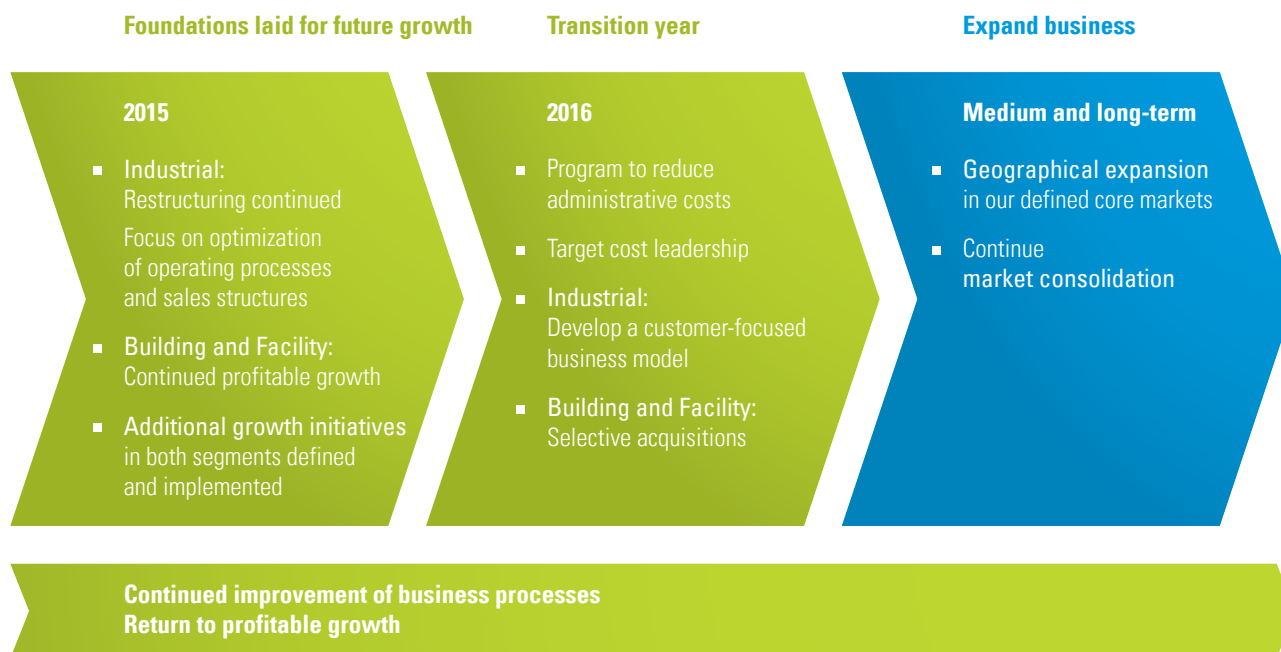 Foundations laid for future growth
2015
Industrial:
Restructuring continued
Focus on optimization
of operating processes
and sales structures
Building and Facility:
Continued profitable growth
Additional growth initiatives
in both segments defined
and implemented
Transition year
2016
Program to reduce
administrative costs
Target cost leadership
Industrial:
Develop a customer-focused
business model
Building and Facility:
Selective acquisitions
Expand business
Medium and long-term
Geographical expansion
in our defined core markets
Continue
market consolidation
Continued improvement of business processes
Return to profitable growth